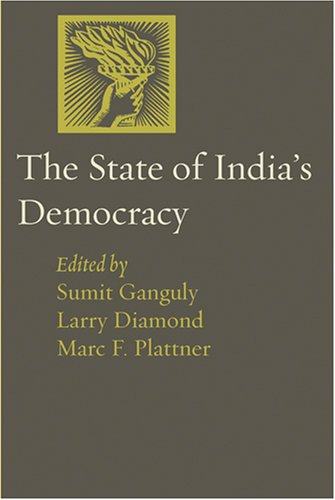 The State of India's
Democracy
Edited by
Sumit Ganguly
Larry Diamond
Marc F. Plattner